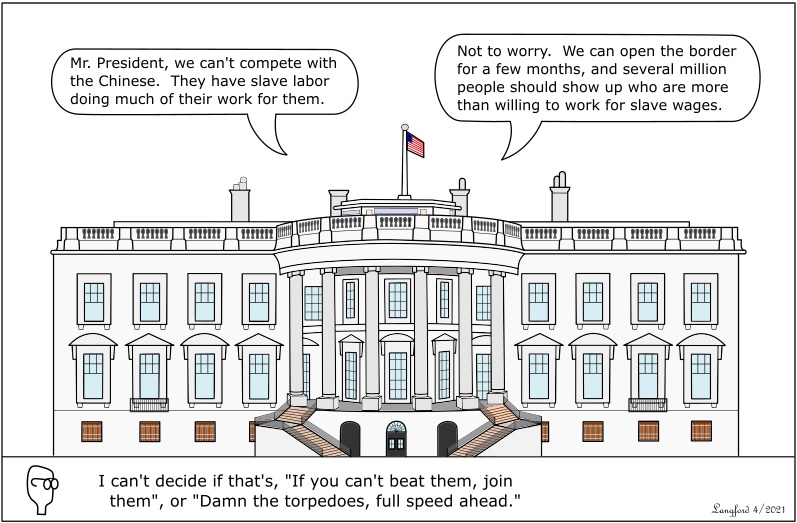 Mr. President, we can't compete with
the Chinese.  They have slave labor
doing much of their work for them.
Not to worry.  We can open the border
for a few months, and several million
people should show up who are more
than willing to work for slave wages.
I can't decide if that's, "If you can't beat them, join
them", or "Damn the torpedoes, full speed ahead."
Langford 4/2021